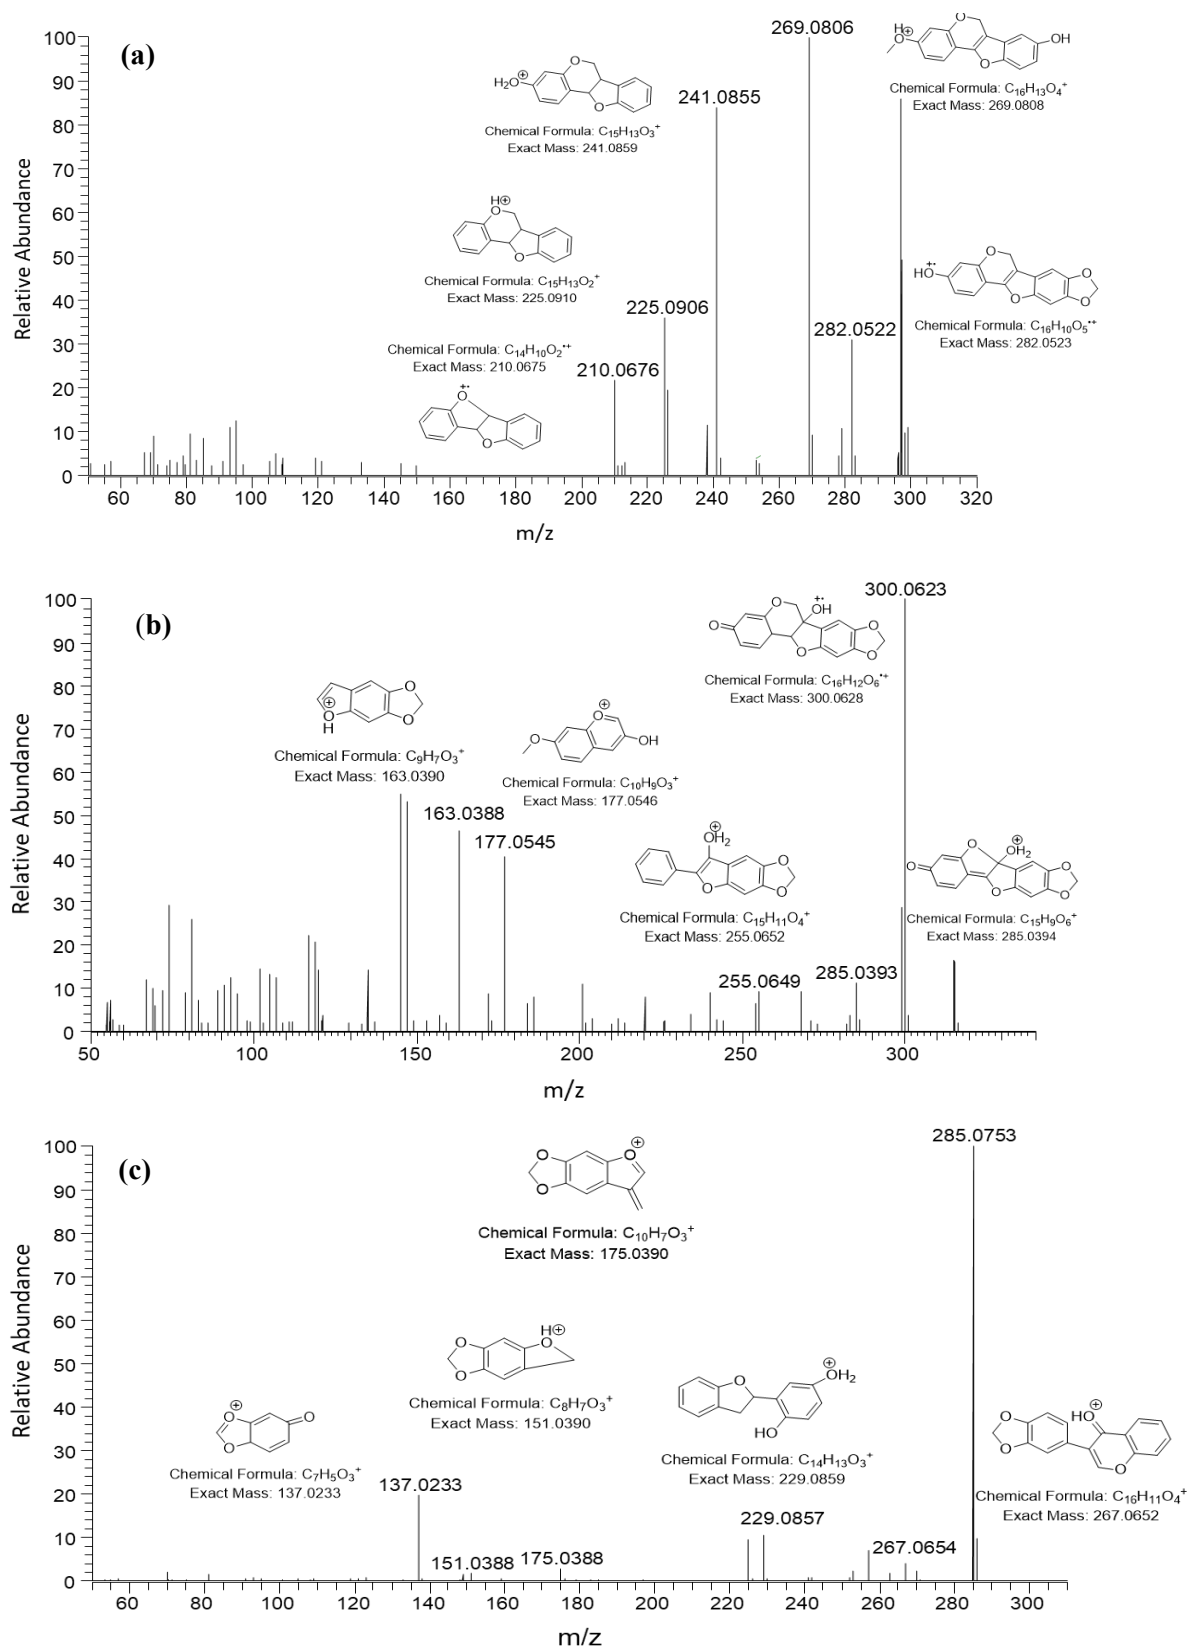 (a)
Relative Abundance
100
90
80
70
60
50
40
30
20
10
0
60 80 100 120 140 160 180 200 220 240 260 280 300 320
m/z
269.0806
241.0855
225.0906
210.0676
282.0522
H2O⊕ O O
Chemical Formula: C15H13O3+
Exact Mass: 241.0859
H⊕ O O
Chemical Formula: C15H13O2+
Exact Mass: 225.0910
Chemical Formula: C14H10O2•+
Exact Mass: 210.0675
+• O O
H⊕ O O O OH
Chemical Formula: C16H13O4+
Exact Mass: 269.0808
+• HO O O O O
Chemical Formula: C16H10O5•+
Exact Mass: 282.0523
(b)
Relative Abundance
100
90
80
70
60
50
40
30
20
10
0
50 100 150 200 250 300
m/z
300.0623
163.0388
177.0545
255.0649
285.0393
O O ⊕ O H
Chemical Formula: C9H7O3+
Exact Mass: 163.0390
⊕ O O OH
Chemical Formula: C10H9O3+
Exact Mass: 177.0546
O +• OH O O O O
Chemical Formula: C16H12O6•+
Exact Mass: 300.0628
⊕ OH2 O O O
Chemical Formula: C15H11O4+
Exact Mass: 255.0652
O ⊕ OH2 O O O O
Chemical Formula: C15H9O6+
Exact Mass: 285.0394
(c)
Relative Abundance
100
90
80
70
60
50
40
30
20
10
0
60 80 100 120 140 160 180 200 220 240 260 280 300
m/z
285.0753
137.0233
151.0388
175.0388
229.0857
267.0654
O O ⊕ O
Chemical Formula: C10H7O3+
Exact Mass: 175.0390
H⊕ O O O
Chemical Formula: C8H7O3+
Exact Mass: 151.0390
⊕ O O O
Chemical Formula: C7H5O3+
Exact Mass: 137.0233
O ⊕ OH2 HO
Chemical Formula: C14H13O3+
Exact Mass: 229.0859
O O ⊕ HO O
Chemical Formula: C16H11O4+
Exact Mass: 267.0652